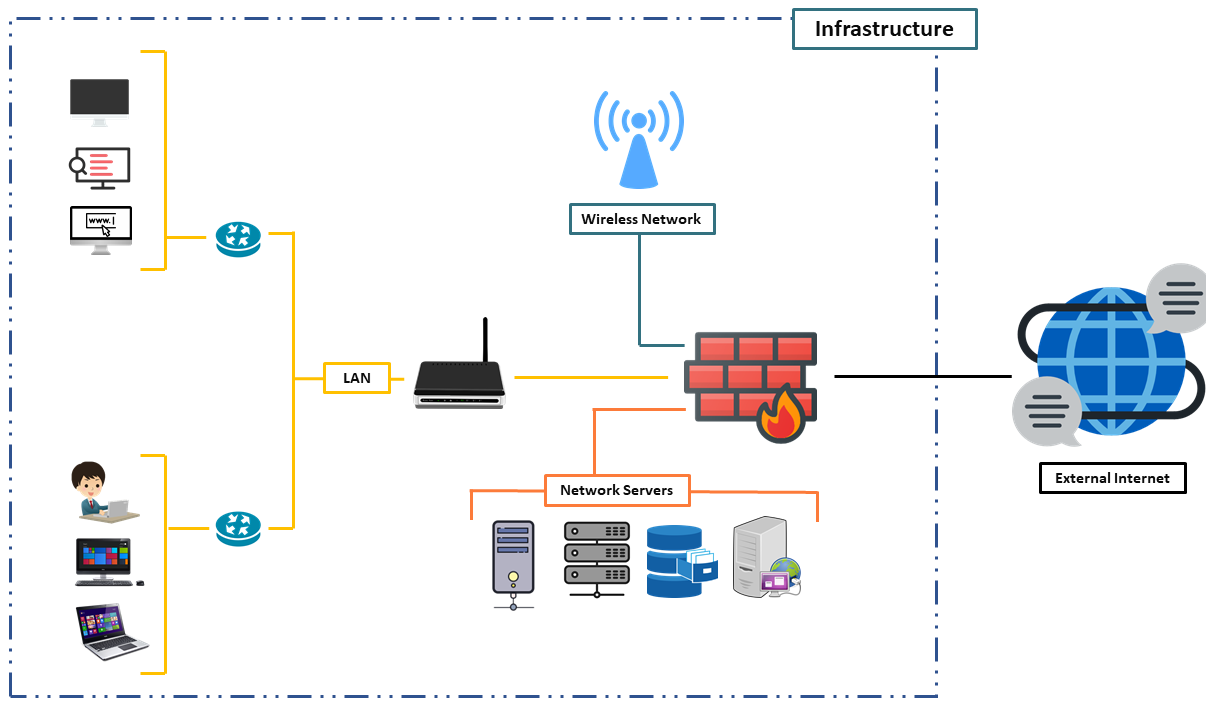 Infrastructure
Wireless Network
www.
LAN
External Internet
Network Servers